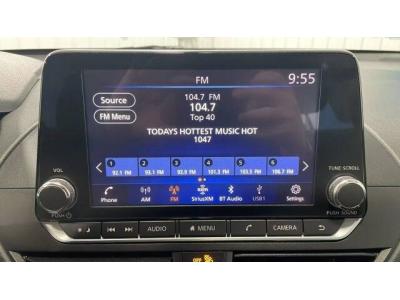 FM 9:55
Source
104.7 FM
104.7
FM Menu
Top 40
TODAYS HOTTEST MUSIC HOT
1047
1 2 3 4 5 6
92.1 FM 93.1 FM 93.9 FM 101.3 FM 103.5 FM 106.7 FM
VOL TUNE·SCROLL
Phone AM FM SiriusXM BT Audio USB1 Settings
PUSH PUSH SOUND
AUDIO MENU CAMERA